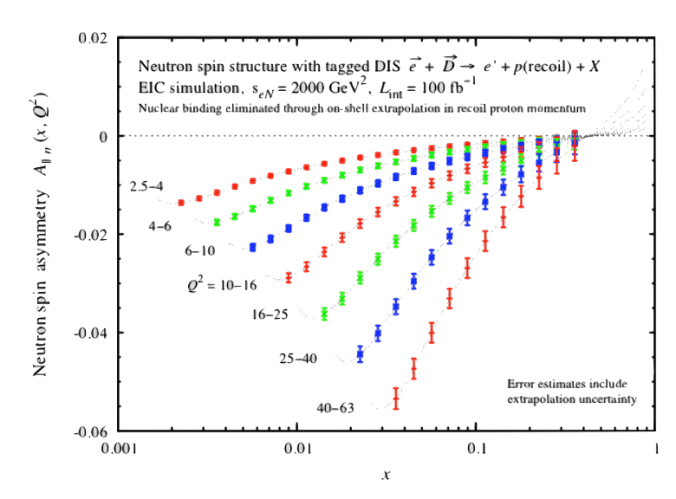 0.02
Neutron spin structure with tagged DIS e⃗ + D⃗ → e' + p(recoil) + X
EIC simulation, s_eN = 2000 GeV², L_int = 100 fb⁻¹
Nuclear binding eliminated through on-shell extrapolation in recoil proton momentum
0
2.5–4
4–6
-0.02
6–10
Q² = 10–16
16–25
-0.04
25–40
40–63
Error estimates include
extrapolation uncertainty
-0.06
0.001
0.01
0.1
1
x
Neutron spin asymmetry A_∥n (x, Q²)